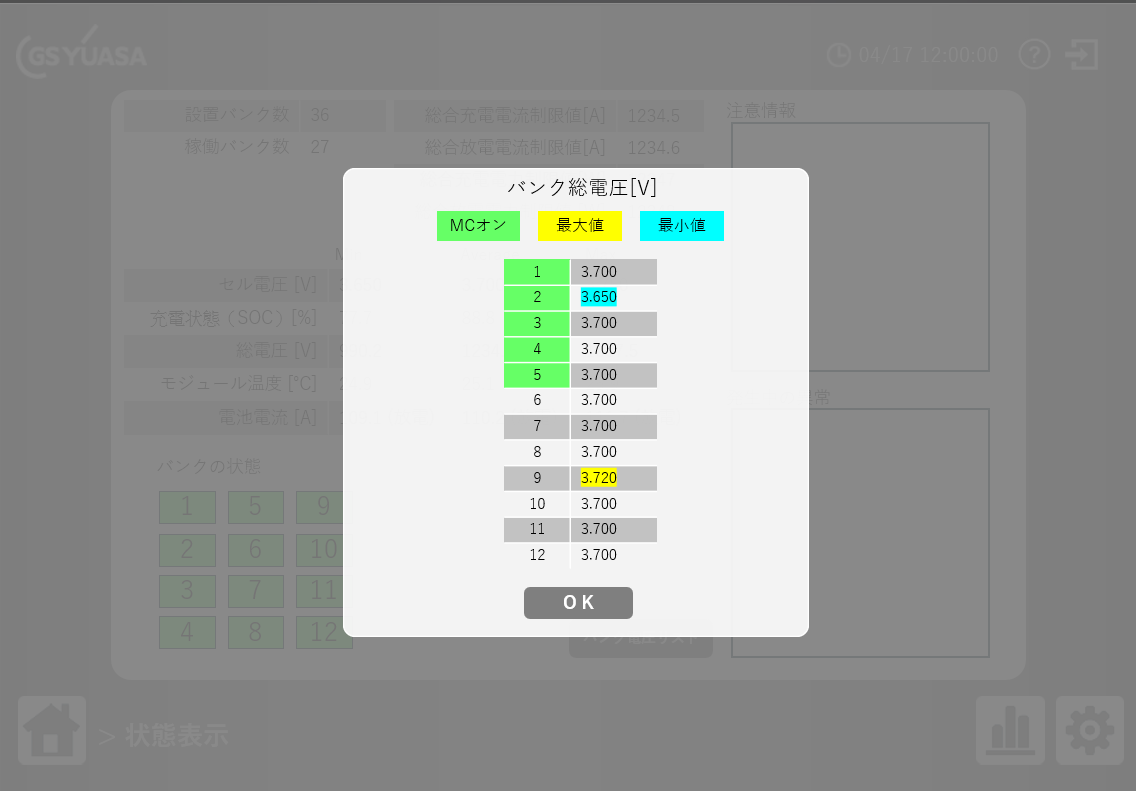 GS YUASA
04/17 12:00:00
?
設置バンク数 36
総合充電電流制限値[A] 1234.5
注意情報
稼働バンク数 27
総合放電電流制限値[A] 1234.6
バンク総電圧[V]
MCオン 最大値 最小値
セル電圧 [V]
充電状態（SOC）[%]
総電圧 [V]
モジュール温度 [℃]
電池電流 [A]
1 3.700
2 3.650
3 3.700
4 3.700
5 3.700
6 3.700
7 3.700
8 3.700
9 3.720
10 3.700
11 3.700
12 3.700
OK
バンクの状態
1 5 9
2 6 10
3 7 11
4 8 12
> 状態表示